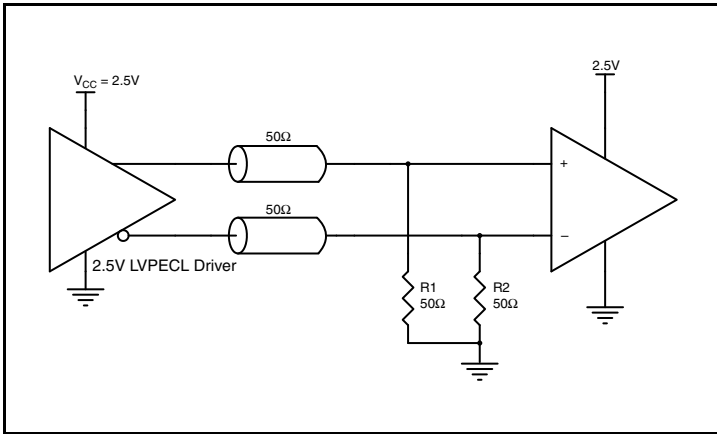 V_CC = 2.5V
2.5V
50Ω
+
50Ω
−
2.5V LVPECL Driver
R1
50Ω
R2
50Ω